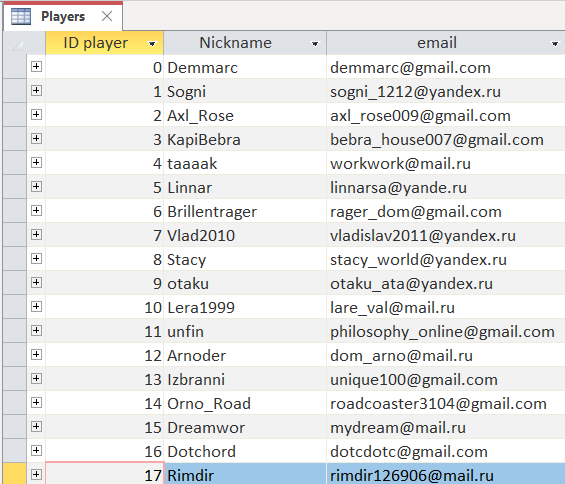 Players
ID player Nickname email
0 Demmarc demmarc@gmail.com
1 Sogni sogni_1212@yandex.ru
2 Axl_Rose axl_rose009@gmail.com
3 KapiBebra bebra_house007@gmail.com
4 taaaak workwork@mail.ru
5 Linnar linnarsa@yande.ru
6 Brillentrager rager_dom@gmail.com
7 Vlad2010 vladislav2011@yandex.ru
8 Stacy stacy_world@yandex.ru
9 otaku otaku_ata@yandex.ru
10 Lera1999 lare_val@mail.ru
11 unfin philosophy_online@gmail.com
12 Arnoder dom_arno@mail.ru
13 Izbranni unique100@gmail.com
14 Orno_Road roadcoaster3104@gmail.com
15 Dreamwor mydream@mail.ru
16 Dotchord dotcdotc@gmail.com
17 Rimdir rimdir126906@mail.ru